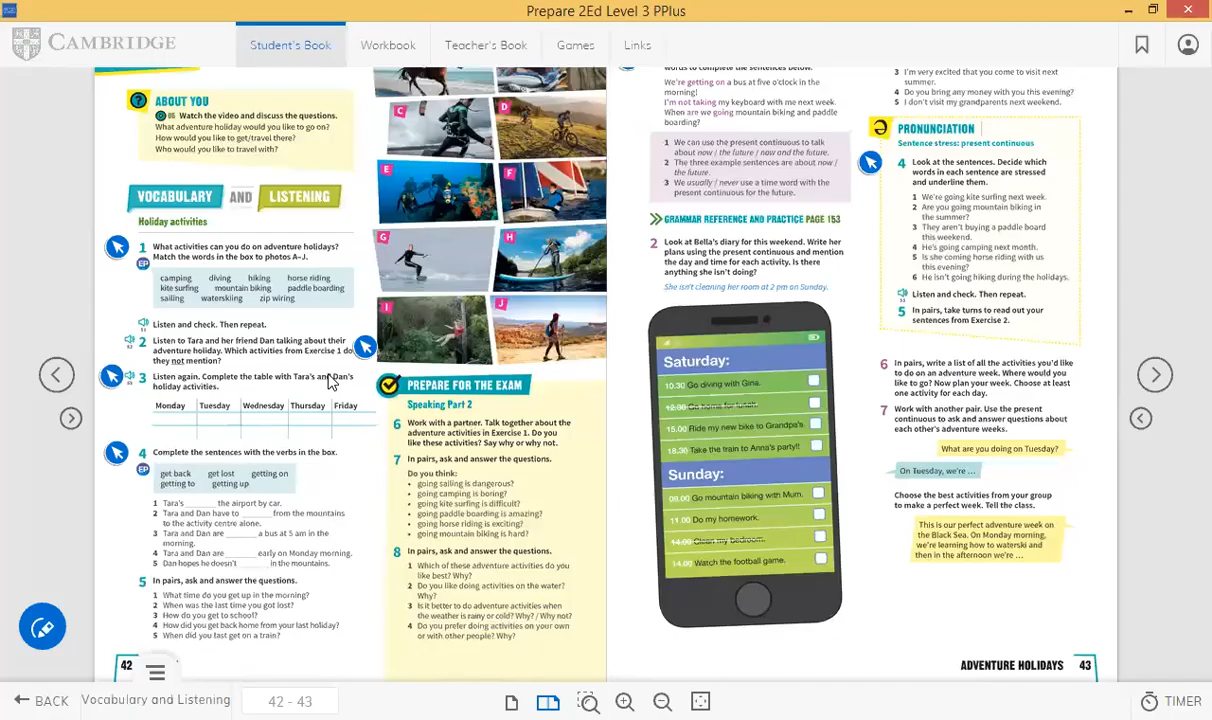 Prepare 2Ed Level 3 PPlus
CAMBRIDGE
Student's Book
Workbook
Teacher's Book
Games
Links
ABOUT YOU
05 Watch the video and discuss the questions.
What adventure holiday would you like to go on?
How would you like to get/travel there?
Who would you like to travel with?
VOCABULARY AND LISTENING
Holiday activities
1 What activities can you do on adventure holidays?
Match the words in the box to photos A–J.
EP
camping diving hiking horse riding
kite surfing mountain biking paddle boarding
sailing waterskiing zip wiring
Listen and check. Then repeat.
2 Listen to Tara and her friend Dan talking about their
adventure holiday. Which activities from Exercise 1 do
they not mention?
3 Listen again. Complete the table with Tara's and Dan's
holiday activities.
Monday Tuesday Wednesday Thursday Friday
4 Complete the sentences with the verbs in the box.
EP
get back get lost getting on
getting to getting up
1 Tara's ______ the airport by car.
2 Tara and Dan have to ______ from the mountains
to the activity centre alone.
3 Tara and Dan are ______ a bus at 5 am in the
morning.
4 Tara and Dan are ______ early on Monday morning.
5 Dan hopes he doesn't ______ in the mountains.
5 In pairs, ask and answer the questions.
1 What time do you get up in the morning?
2 When was the last time you got lost?
3 How do you get to school?
4 How did you get back home from your last holiday?
5 When did you last get on a train?
42
C
D
E
F
G
H
I
J
PREPARE FOR THE EXAM
Speaking Part 2
6 Work with a partner. Talk together about the
adventure activities in Exercise 1. Do you
like these activities? Say why or why not.
7 In pairs, ask and answer the questions.
Do you think:
• going sailing is dangerous?
• going camping is boring?
• going kite surfing is difficult?
• going paddle boarding is amazing?
• going horse riding is exciting?
• going mountain biking is hard?
8 In pairs, ask and answer the questions.
1 Which of these adventure activities do you
like best? Why?
2 Do you like doing activities on the water?
Why?
3 Is it better to do adventure activities when
the weather is rainy or cold? Why? / Why not?
4 Do you prefer doing activities on your own
or with other people? Why?
words to complete the sentences below.
We're getting on a bus at five o'clock in the
morning!
I'm not taking my keyboard with me next week.
When are we going mountain biking and paddle
boarding?
1 We can use the present continuous to talk
about now / the future / now and the future.
2 The three example sentences are about now /
the future.
3 We usually / never use a time word with the
present continuous for the future.
GRAMMAR REFERENCE AND PRACTICE PAGE 153
2 Look at Bella's diary for this weekend. Write her
plans using the present continuous and mention
the day and time for each activity. Is there
anything she isn't doing?
She isn't cleaning her room at 2 pm on Sunday.
Saturday:
10.30 Go diving with Gina.
12.30 Go home for lunch.
15.00 Ride my new bike to Grandpa's.
18.30 Take the train to Anna's party!!
Sunday:
09.00 Go mountain biking with Mum.
11.00 Do my homework.
14.00 Clean my bedroom.
14.00 Watch the football game.
3 I'm very excited that you come to visit next
summer.
4 Do you bring any money with you this evening?
5 I don't visit my grandparents next weekend.
PRONUNCIATION
Sentence stress: present continuous
4 Look at the sentences. Decide which
words in each sentence are stressed
and underline them.
1 We're going kite surfing next week.
2 Are you going mountain biking in
the summer?
3 They aren't buying a paddle board
this weekend.
4 He's going camping next month.
5 Is she coming horse riding with us
this evening?
6 He isn't going hiking during the holidays.
Listen and check. Then repeat.
5 In pairs, take turns to read out your
sentences from Exercise 2.
6 In pairs, write a list of all the activities you'd like
to do on an adventure week. Where would you
like to go? Now plan your week. Choose at least
one activity for each day.
7 Work with another pair. Use the present
continuous to ask and answer questions about
each other's adventure weeks.
What are you doing on Tuesday?
On Tuesday, we're ...
Choose the best activities from your group
to make a perfect week. Tell the class.
This is our perfect adventure week on
the Black Sea. On Monday morning,
we're learning how to waterski and
then in the afternoon we're ...
ADVENTURE HOLIDAYS 43
BACK
Vocabulary and Listening
42 - 43
TIMER